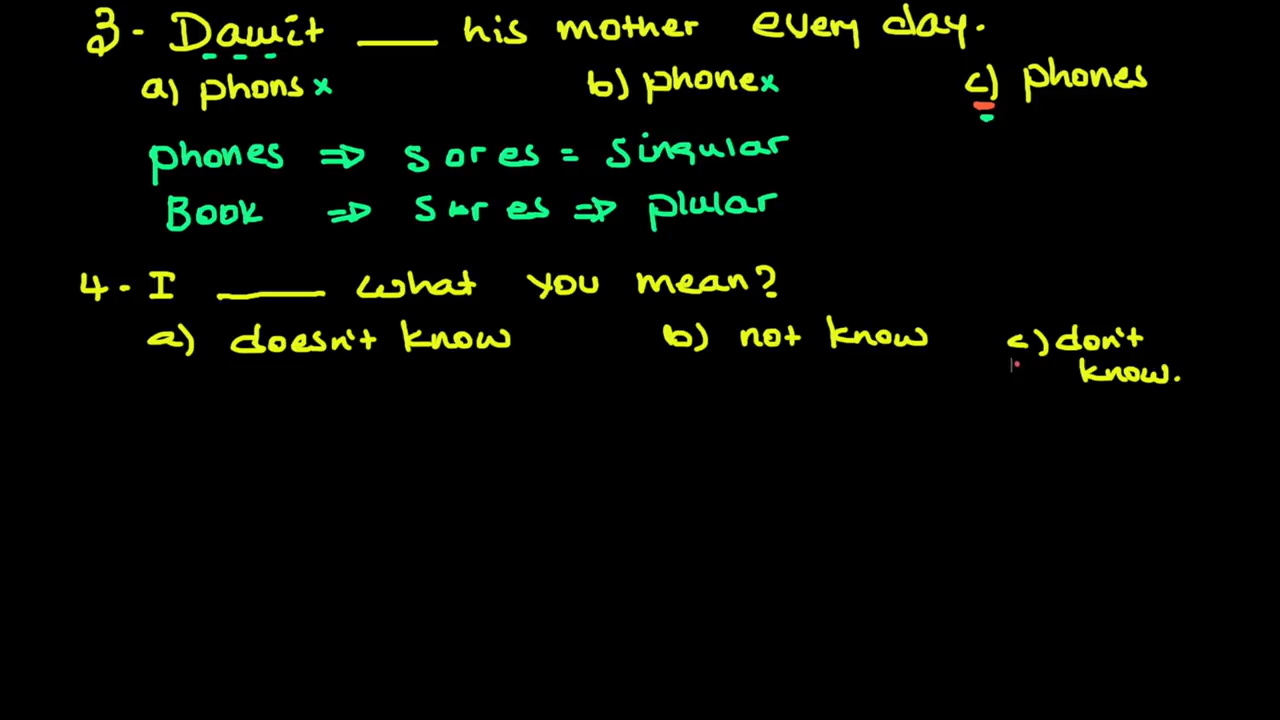 3 - Dawit ____ his mother every day.
a) phons x b) phone x c) phones
phones ⇒ s or es = singular
Book ⇒ s or es ⇒ plular
4 - I ____ what you mean?
a) doesn't know b) not know c) don't
know.